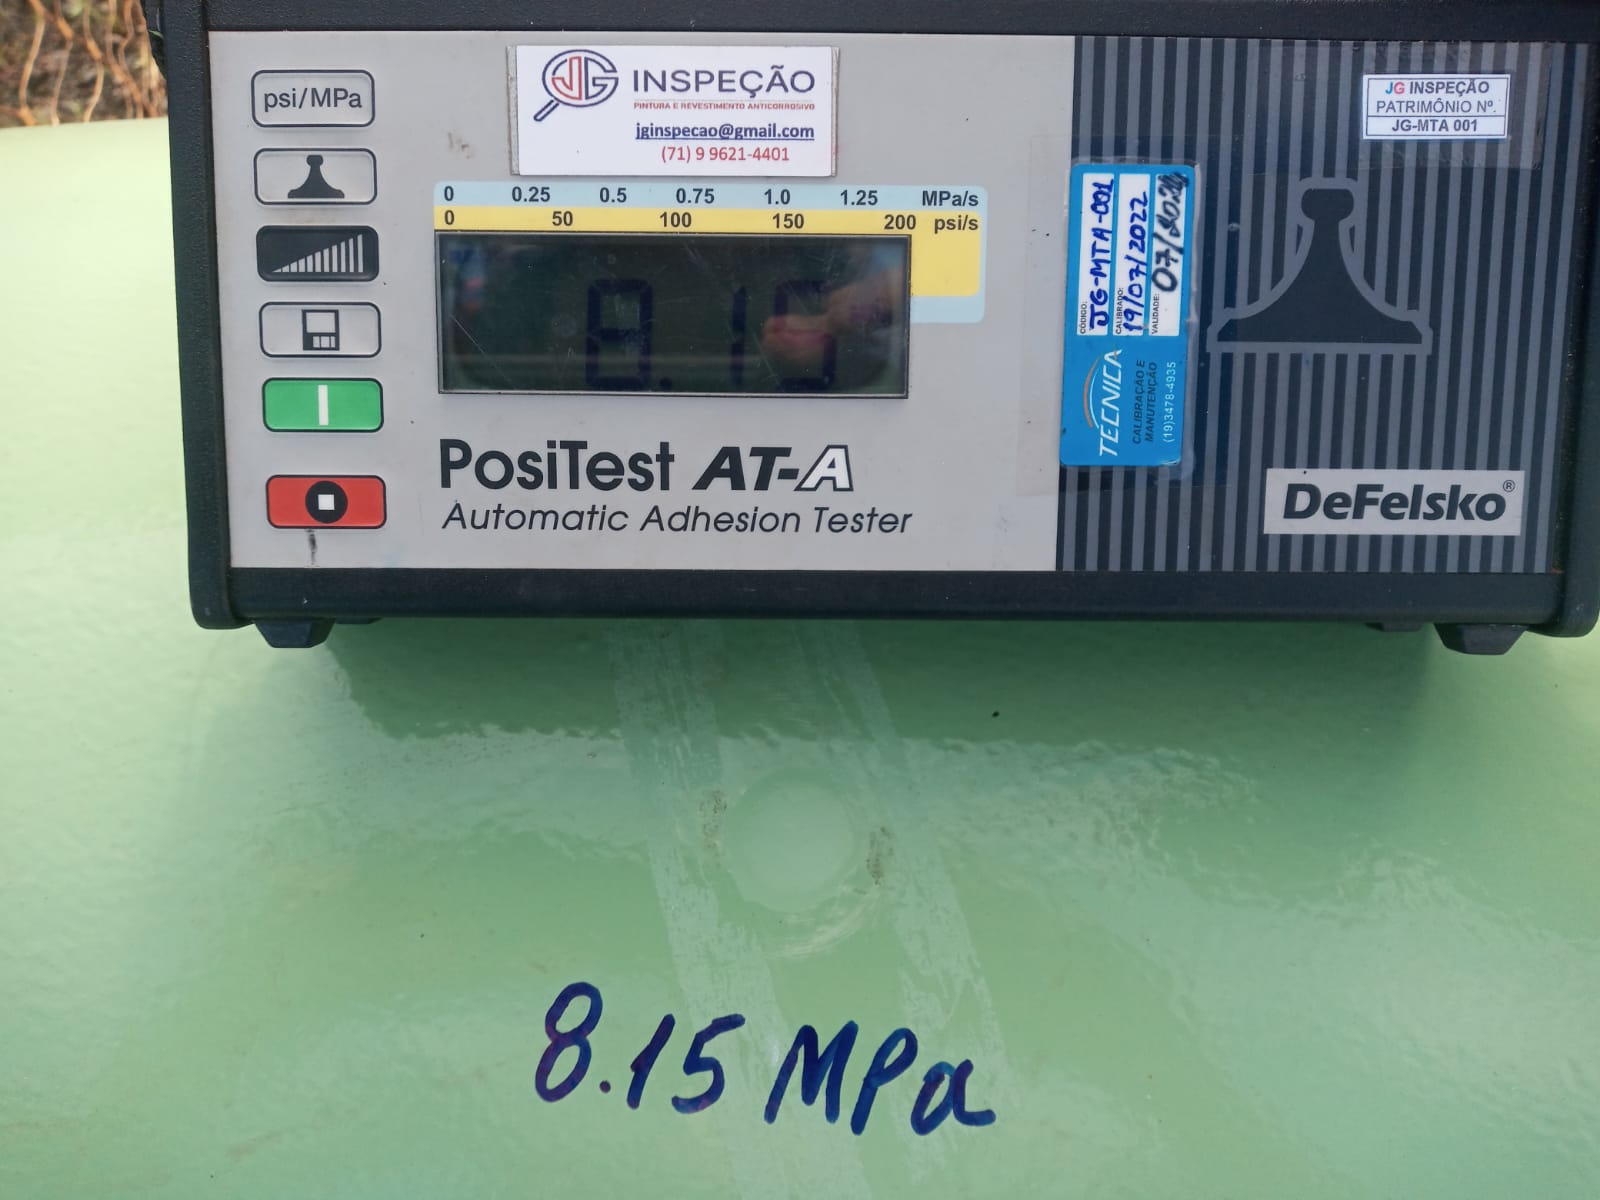 psi/MPa
JG INSPEÇÃO
PINTURA E REVESTIMENTO ANTICORROSIVO
jginspecao@gmail.com
(71) 9 9621-4401
0 0.25 0.5 0.75 1.0 1.25 MPa/s
0 50 100 150 200 psi/s
8.15
PosiTest AT-A
Automatic Adhesion Tester
CÓDIGO: JG-MTA-001
CALIBRADO: 19/07/2022
VALIDADE: 07/2024
TÉCNICA
CALIBRAÇÃO E
MANUTENÇÃO
(19)3478-4935
JG INSPEÇÃO
PATRIMÔNIO Nº.
JG-MTA 001
DeFelsko®
8.15 MPa